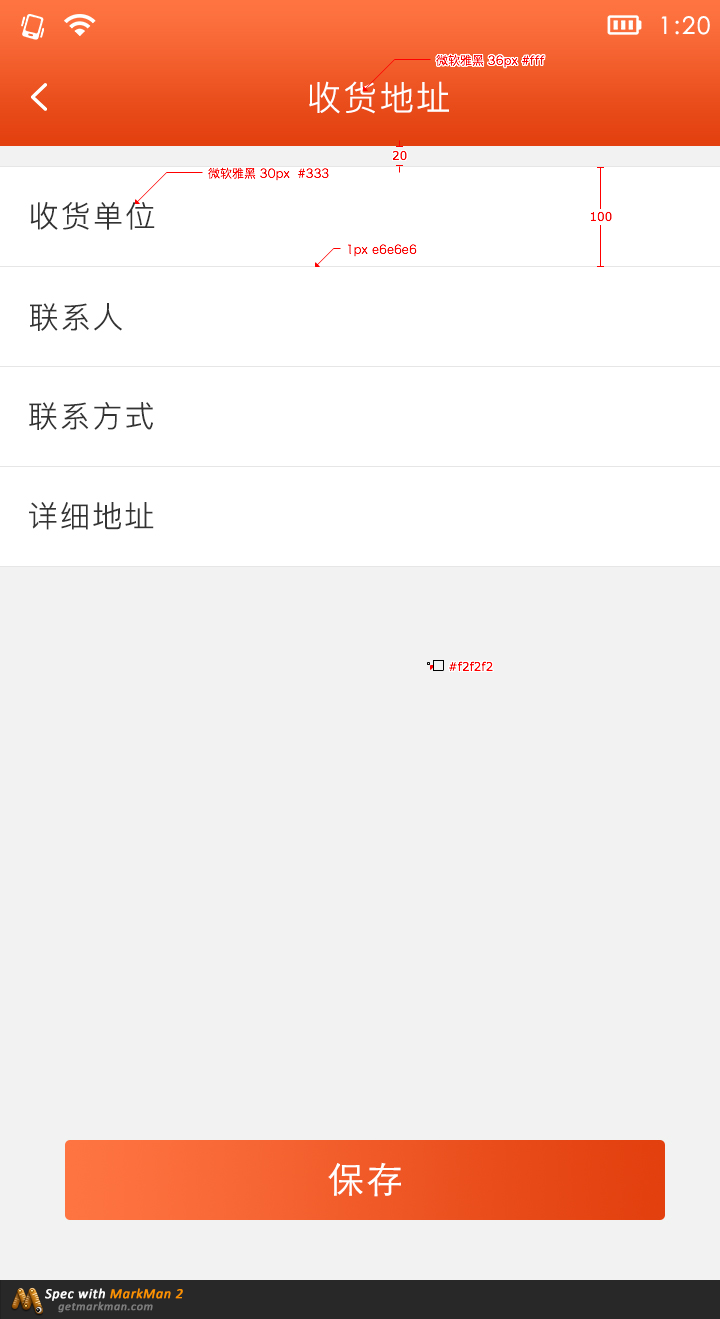 1:20
微软雅黑 36px #fff
收货地址
20
微软雅黑 30px #333
收货单位
100
1px e6e6e6
联系人
联系方式
详细地址
#f2f2f2
保存
Spec with MarkMan 2
getmarkman.com